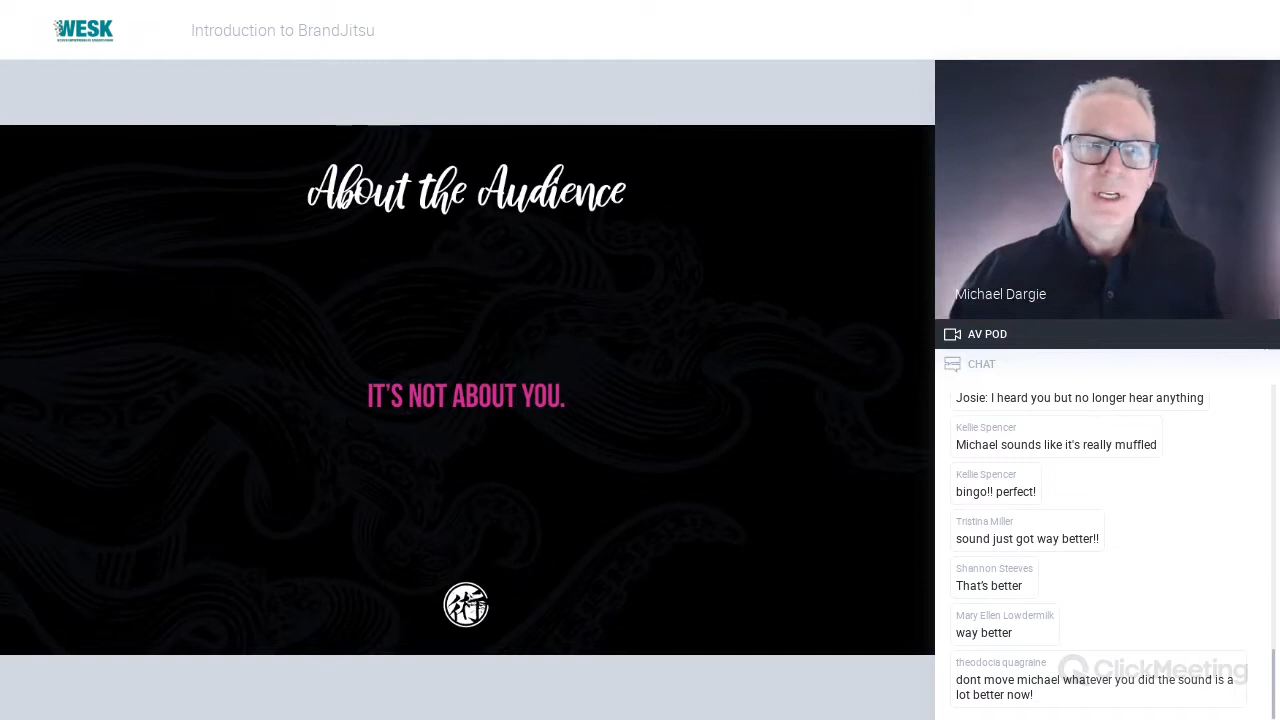 WESK
Introduction to BrandJitsu
About the Audience
IT'S NOT ABOUT YOU.
術
Michael Dargie
AV POD
CHAT
Josie: I heard you but no longer hear anything
Kellie Spencer
Michael sounds like it's really muffled
Kellie Spencer
bingo!! perfect!
Tristina Miller
sound just got way better!!
Shannon Steeves
That's better
Mary Ellen Lowdermilk
way better
theodocia quagraine
dont move michael whatever you did the sound is a
lot better now!
ClickMeeting